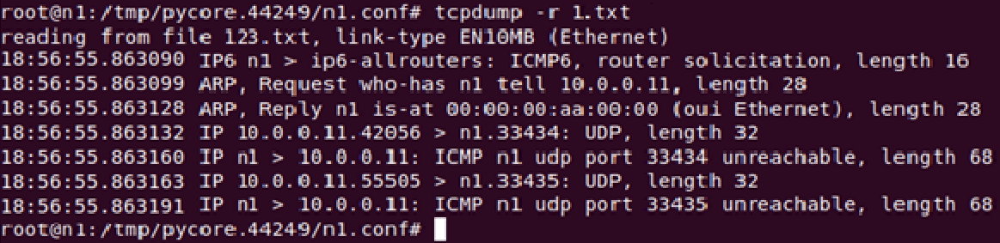 root@n1:/tmp/pycore.44249/n1.conf# tcpdump -r 1.txt
reading from file 123.txt, link-type EN10MB (Ethernet)
18:56:55.863090 IP6 n1 > ip6-allrouters: ICMP6, router solicitation, length 16
18:56:55.863099 ARP, Request who-has n1 tell 10.0.0.11, length 28
18:56:55.863128 ARP, Reply n1 is-at 00:00:00:aa:00:00 (oui Ethernet), length 28
18:56:55.863132 IP 10.0.0.11.42056 > n1.33434: UDP, length 32
18:56:55.863160 IP n1 > 10.0.0.11: ICMP n1 udp port 33434 unreachable, length 68
18:56:55.863163 IP 10.0.0.11.55505 > n1.33435: UDP, length 32
18:56:55.863191 IP n1 > 10.0.0.11: ICMP n1 udp port 33435 unreachable, length 68
root@n1:/tmp/pycore.44249/n1.conf#